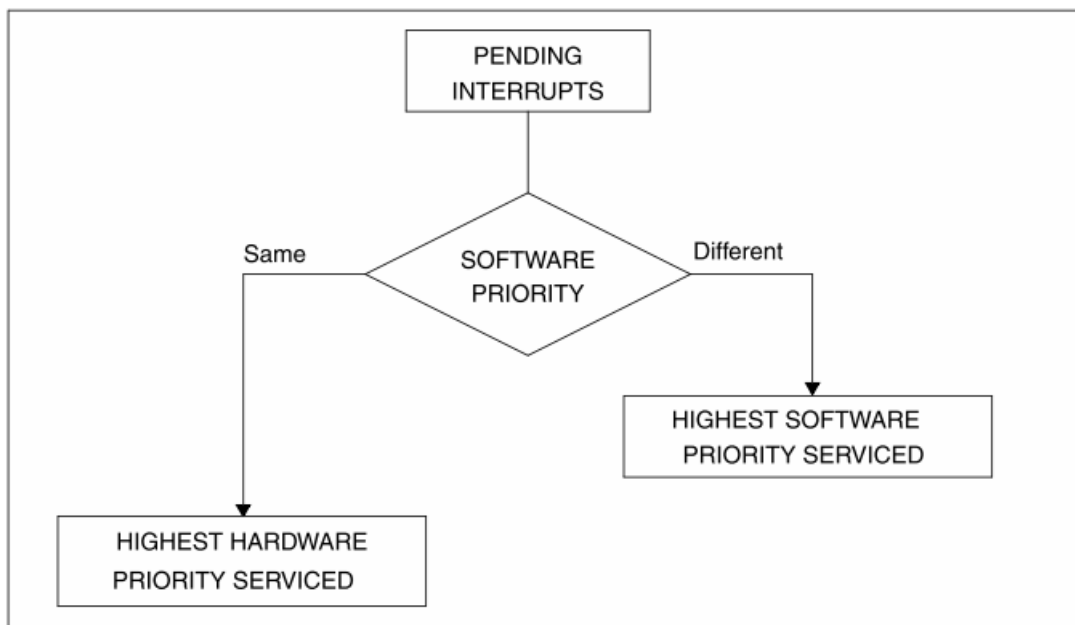 PENDING
INTERRUPTS
Same
SOFTWARE
PRIORITY
Different
HIGHEST SOFTWARE
PRIORITY SERVICED
HIGHEST HARDWARE
PRIORITY SERVICED